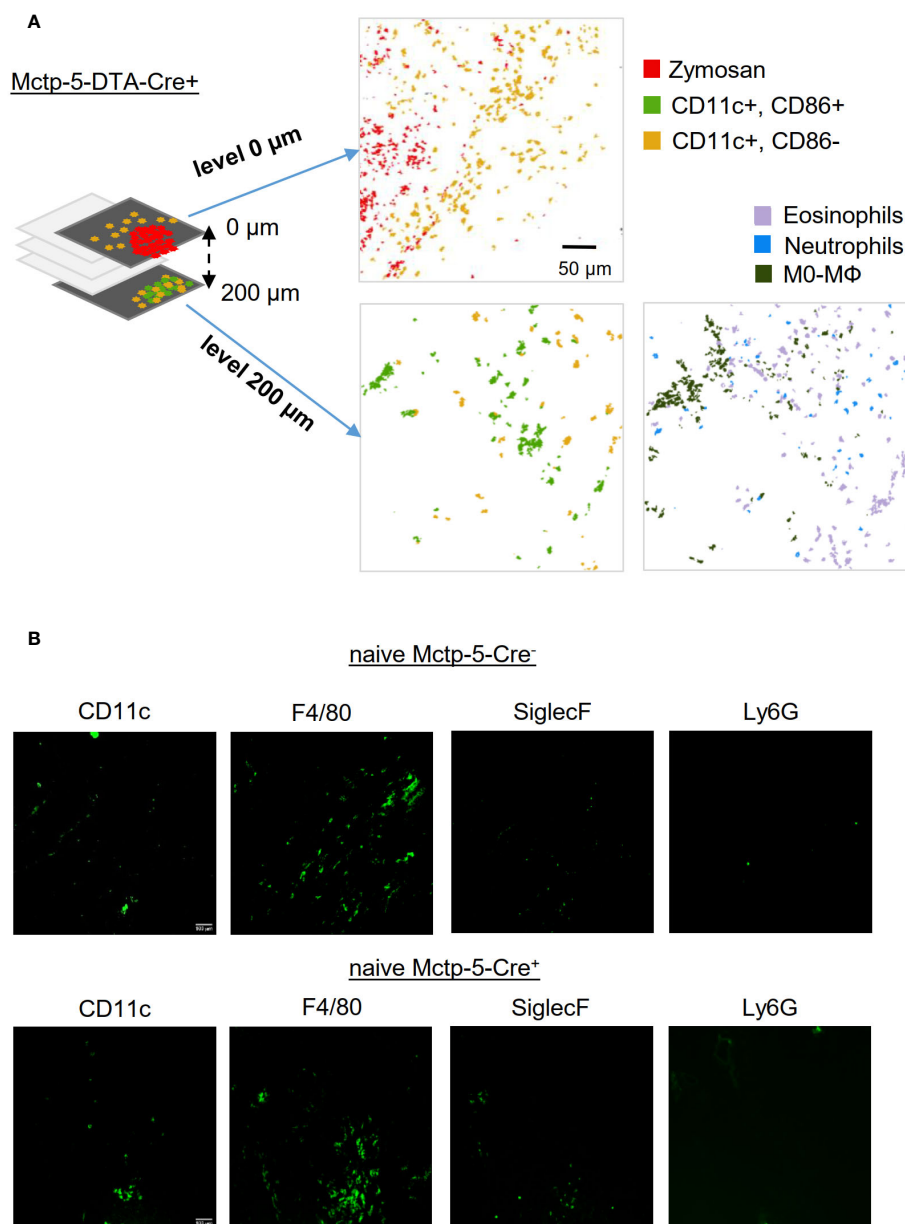 A
Mctp-5-DTA-Cre+
level 0 µm
0 µm
200 µm
level 200 µm
50 µm
Zymosan
CD11c+, CD86+
CD11c+, CD86-
Eosinophils
Neutrophils
M0-MΦ
B
naive Mctp-5-Cre⁻
CD11c
F4/80
SiglecF
Ly6G
naive Mctp-5-Cre⁺
CD11c
F4/80
SiglecF
Ly6G